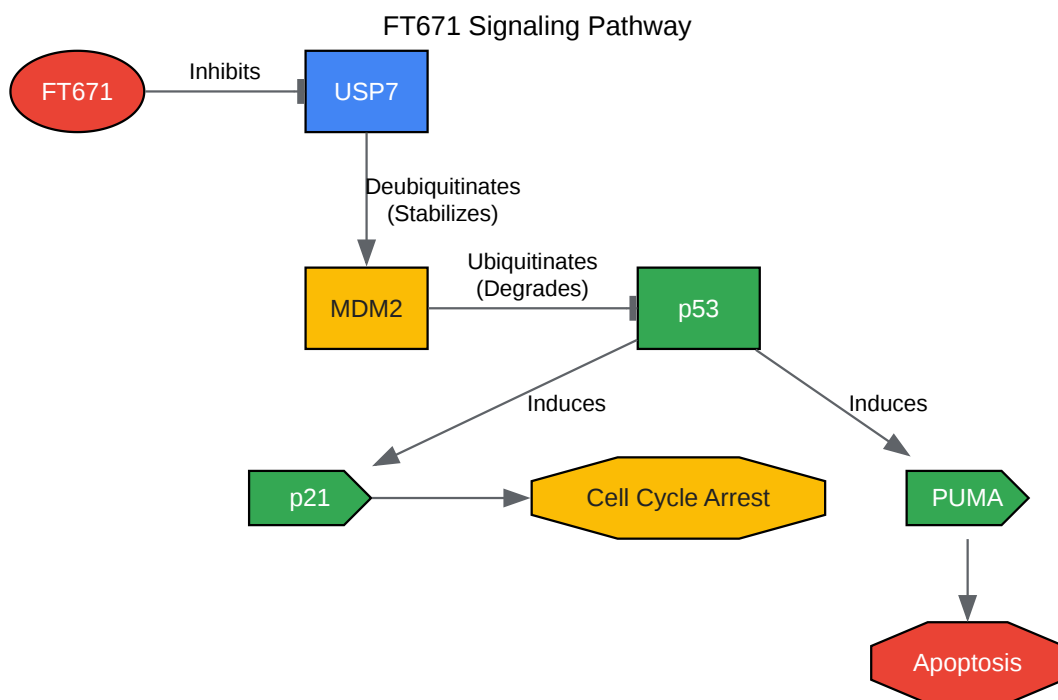 FT671 Signaling Pathway
FT671
Inhibits
USP7
Deubiquitinates
(Stabilizes)
MDM2
Ubiquitinates
(Degrades)
p53
Induces
Induces
p21
Cell Cycle Arrest
PUMA
Apoptosis